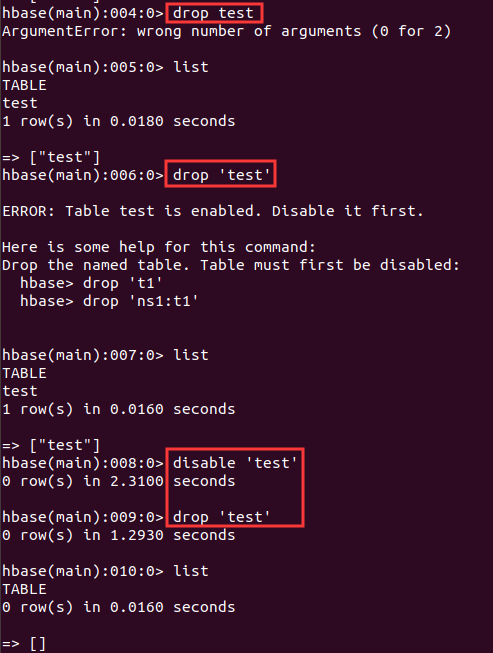 hbase(main):004:0> drop test
ArgumentError: wrong number of arguments (0 for 2)
hbase(main):005:0> list
TABLE
test
1 row(s) in 0.0180 seconds
=> ["test"]
hbase(main):006:0> drop 'test'
ERROR: Table test is enabled. Disable it first.
Here is some help for this command:
Drop the named table. Table must first be disabled:
  hbase> drop 't1'
  hbase> drop 'ns1:t1'
hbase(main):007:0> list
TABLE
test
1 row(s) in 0.0160 seconds
=> ["test"]
hbase(main):008:0> disable 'test'
0 row(s) in 2.3100 seconds
hbase(main):009:0> drop 'test'
0 row(s) in 1.2930 seconds
hbase(main):010:0> list
TABLE
0 row(s) in 0.0160 seconds
=> []